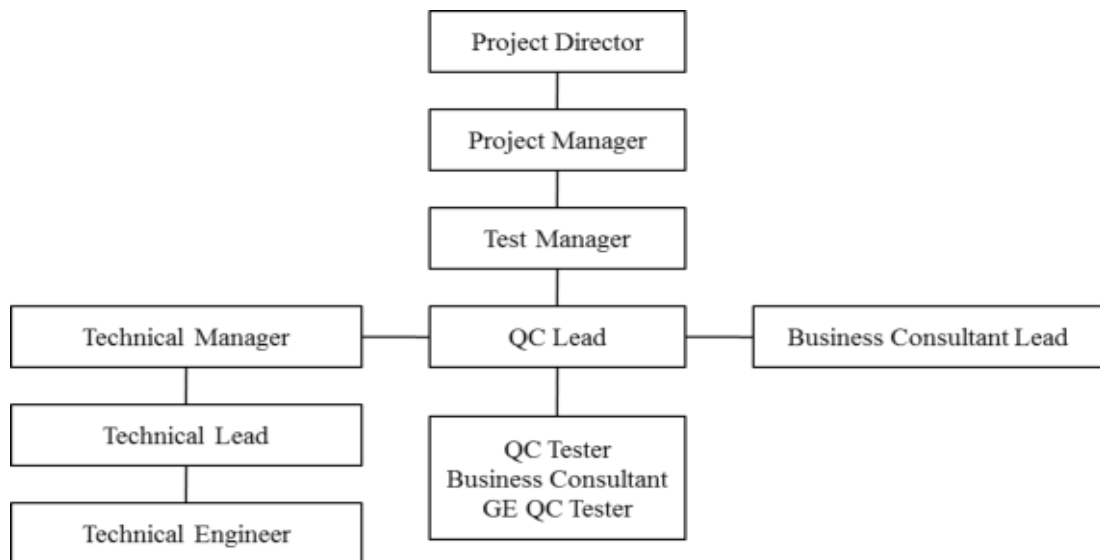 Project Director
Project Manager
Test Manager
Technical Manager
QC Lead
Business Consultant Lead
Technical Lead
QC Tester
Business Consultant
GE QC Tester
Technical Engineer